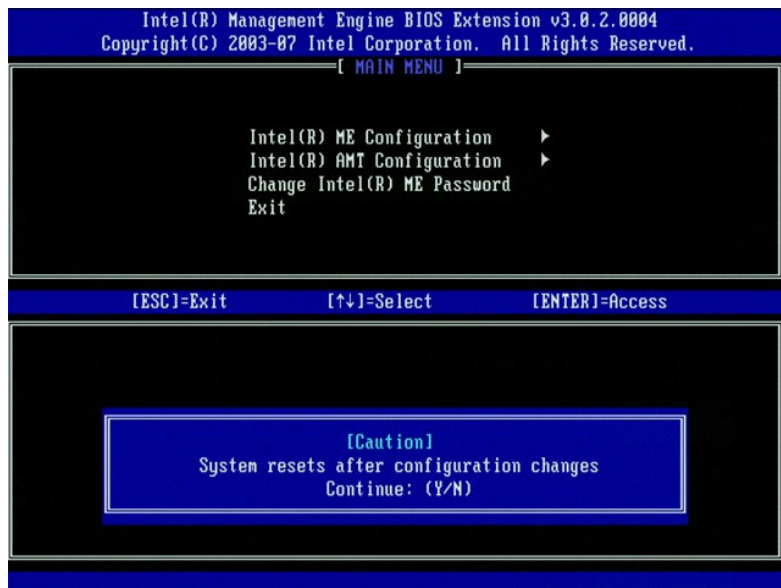 Intel(R) Management Engine BIOS Extension v3.0.2.0004
Copyright(C) 2003-07 Intel Corporation. All Rights Reserved.
[ MAIN MENU ]
Intel(R) ME Configuration ►
Intel(R) AMT Configuration ►
Change Intel(R) ME Password
Exit
[ESC]=Exit [↑↓]=Select [ENTER]=Access
[Caution]
System resets after configuration changes
Continue: (Y/N)